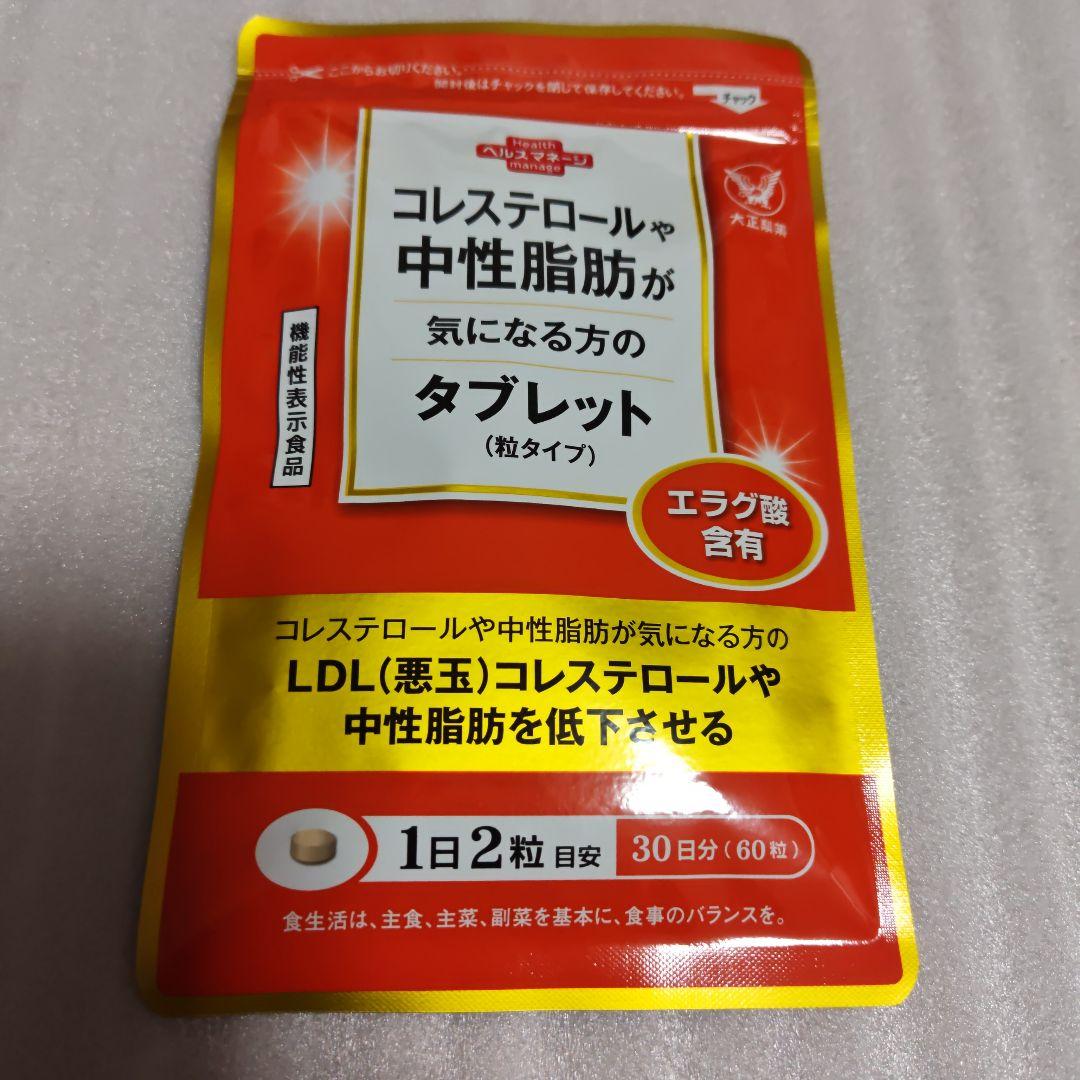 ここからお切りください。
開封後はチャックを閉じて保存してください。
チャック
Health
ヘルスマネージ
manage
大正製薬
コレステロールや
中性脂肪が
気になる方の
タブレット
(粒タイプ)
機能性表示食品
エラグ酸
含有
コレステロールや中性脂肪が気になる方の
LDL(悪玉)コレステロールや
中性脂肪を低下させる
1日2粒 目安
30日分(60粒)
食生活は、主食、主菜、副菜を基本に、食事のバランスを。